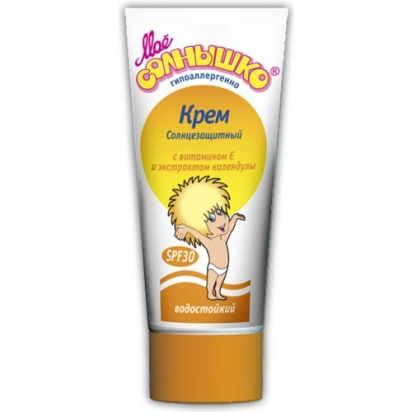 Моё
СОЛНЫШКО®
гипоаллергенно
Крем
Солнцезащитный
с витамином Е
и экстрактом календулы
SPF30
водостойкий